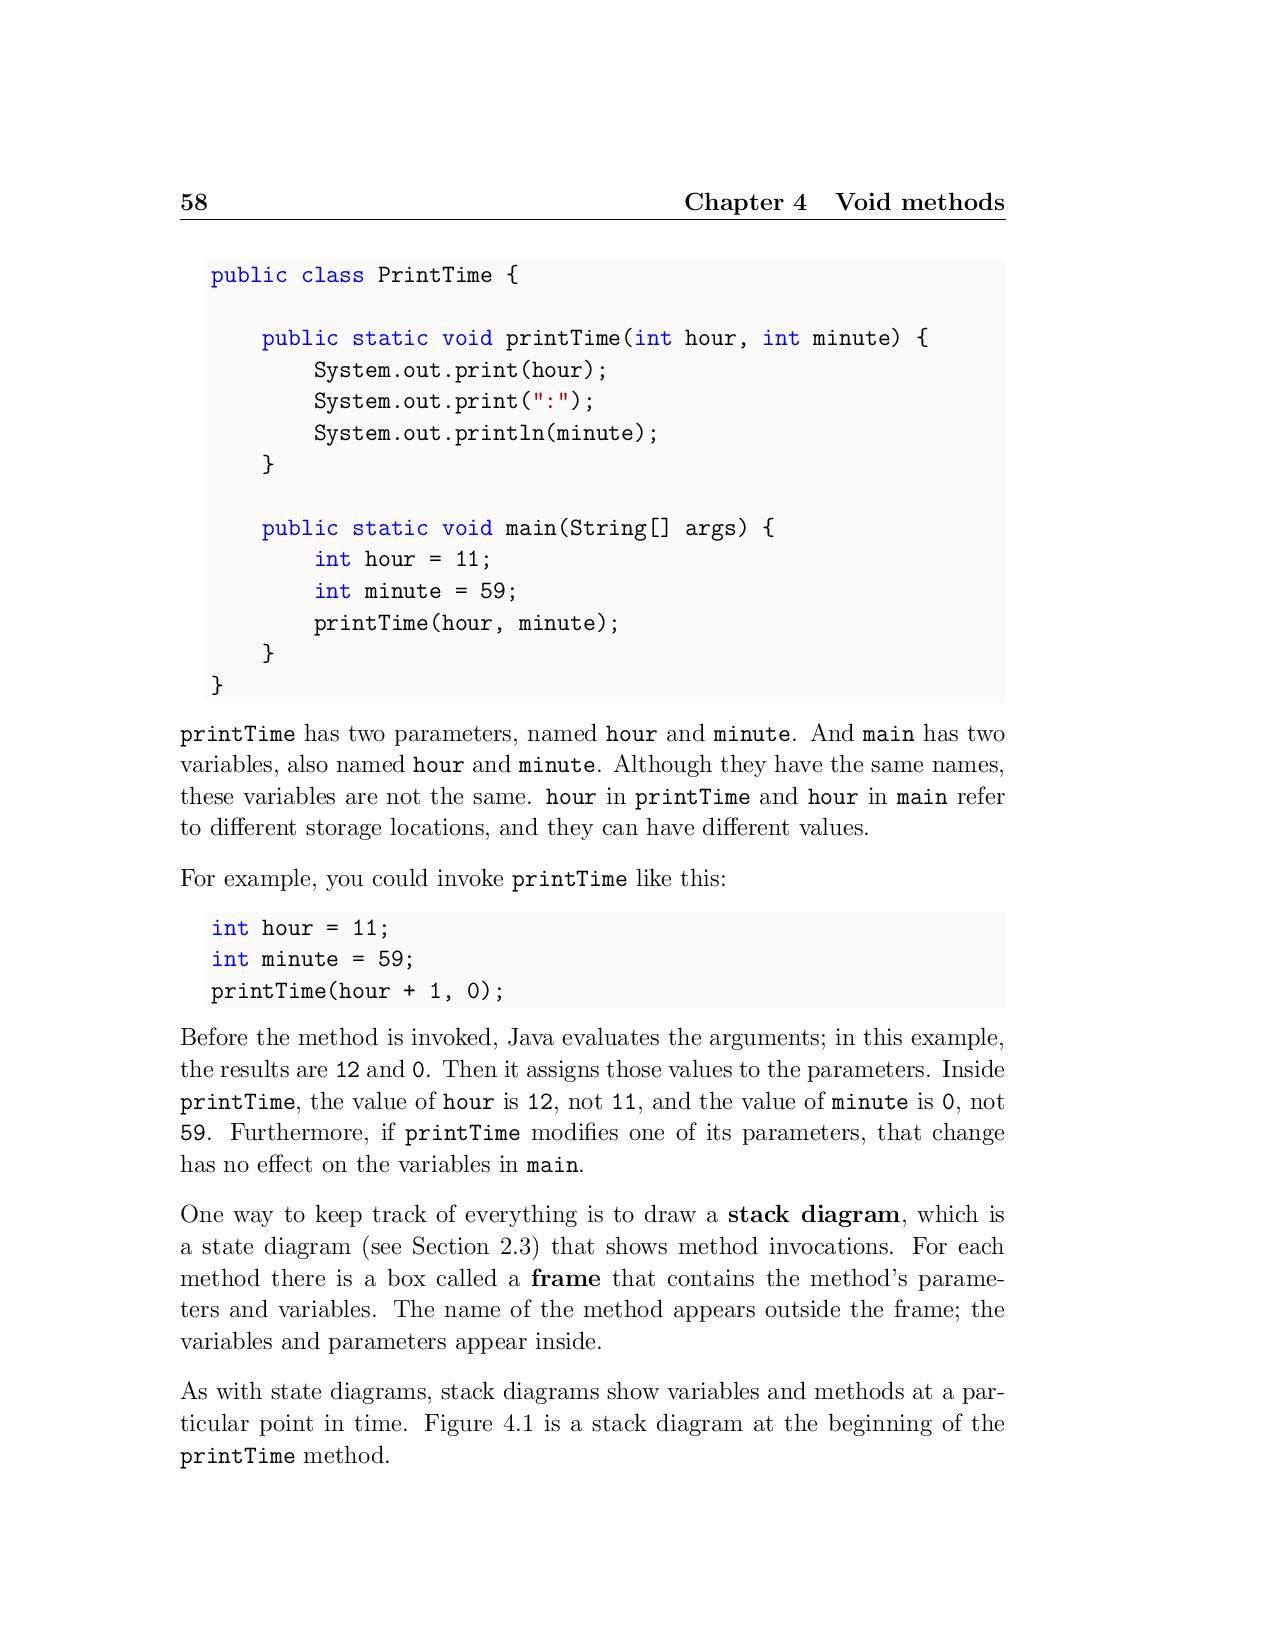 58 Chapter 4 Void methods
public class PrintTime {
public static void printTime(int hour, int minute) {
System.out.print(hour);
System.out.print(":");
System.out.println(minute);
}
public static void main(String[] args) {
int hour = 11;
int minute = 59;
printTime(hour, minute);
}
}
printTime has two parameters, named hour and minute. And main has two
variables, also named hour and minute. Although they have the same names,
these variables are not the same. hour in printTime and hour in main refer
to different storage locations, and they can have different values.
For example, you could invoke printTime like this:
int hour = 11;
int minute = 59;
printTime(hour + 1, 0);
Before the method is invoked, Java evaluates the arguments; in this example,
the results are 12 and 0. Then it assigns those values to the parameters. Inside
printTime, the value of hour is 12, not 11, and the value of minute is 0, not
59. Furthermore, if printTime modifies one of its parameters, that change
has no effect on the variables in main.
One way to keep track of everything is to draw a stack diagram, which is
a state diagram (see Section 2.3) that shows method invocations. For each
method there is a box called a frame that contains the method's parame-
ters and variables. The name of the method appears outside the frame; the
variables and parameters appear inside.
As with state diagrams, stack diagrams show variables and methods at a par-
ticular point in time. Figure 4.1 is a stack diagram at the beginning of the
printTime method.